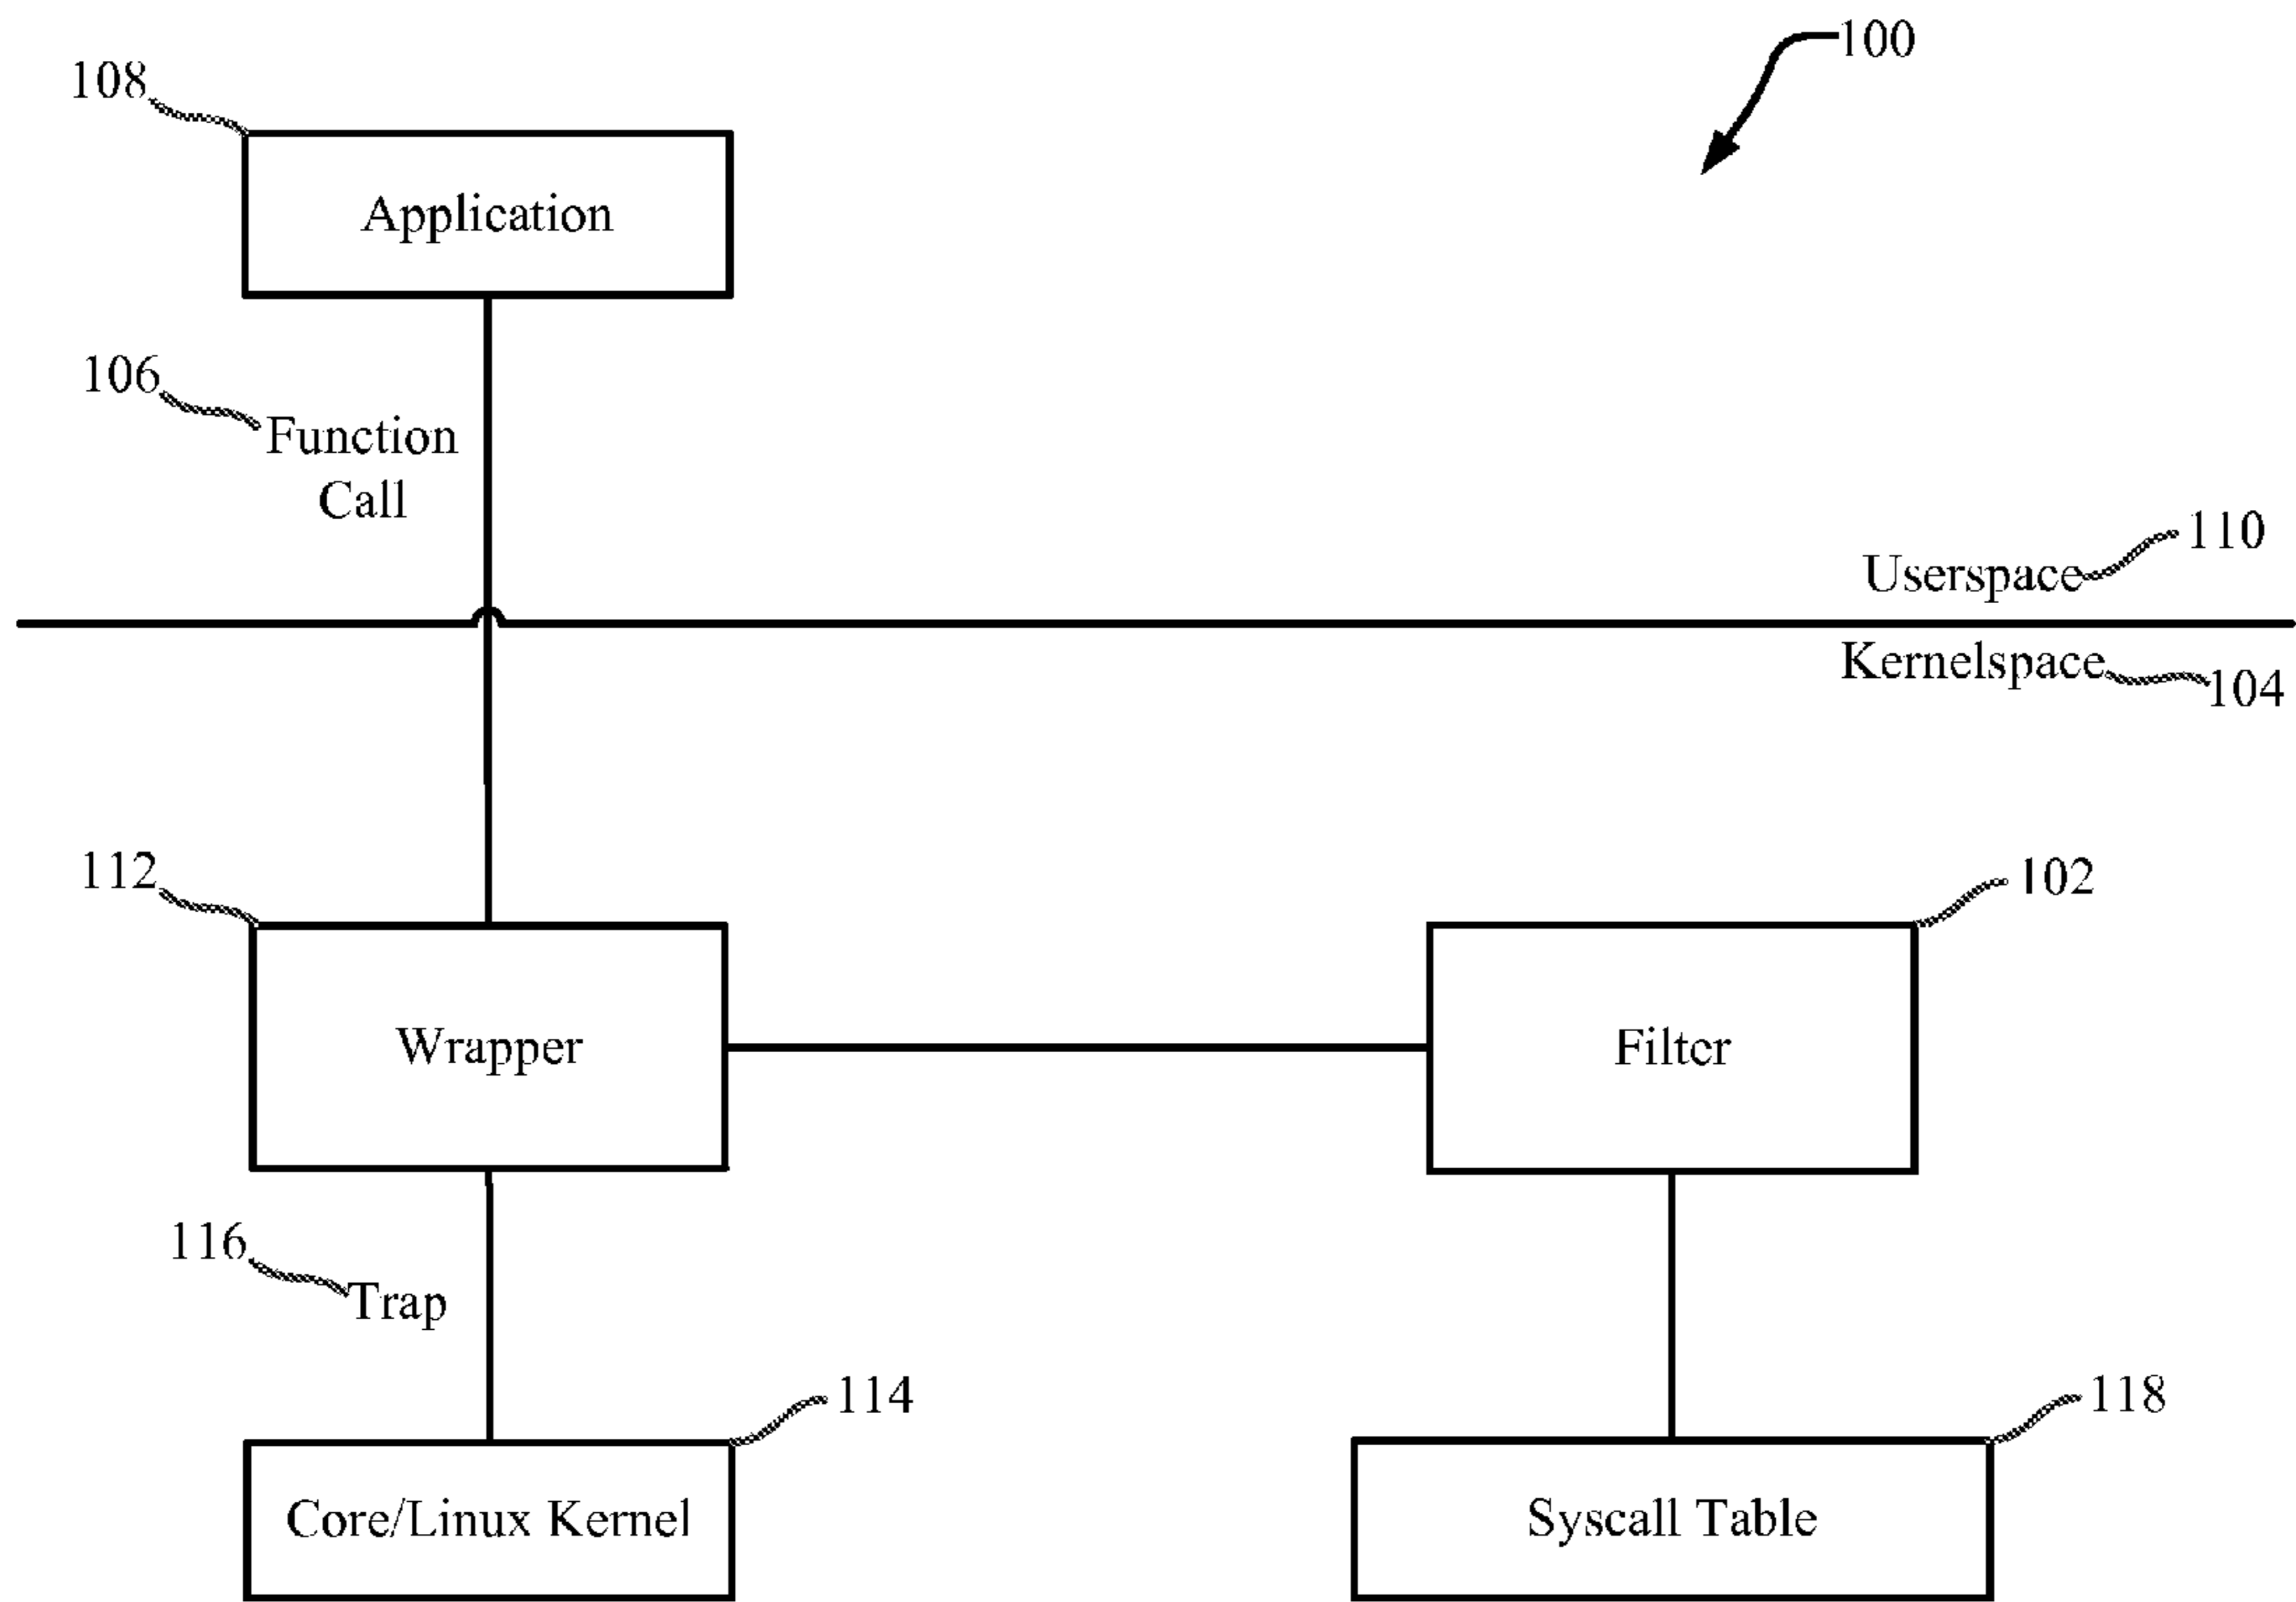 100
108
Application
106
Function
Call
110
Userspace
Kernelspace
104
112
102
Wrapper
Filter
116
Trap
114
118
Core/Linux Kernel
Syscall Table